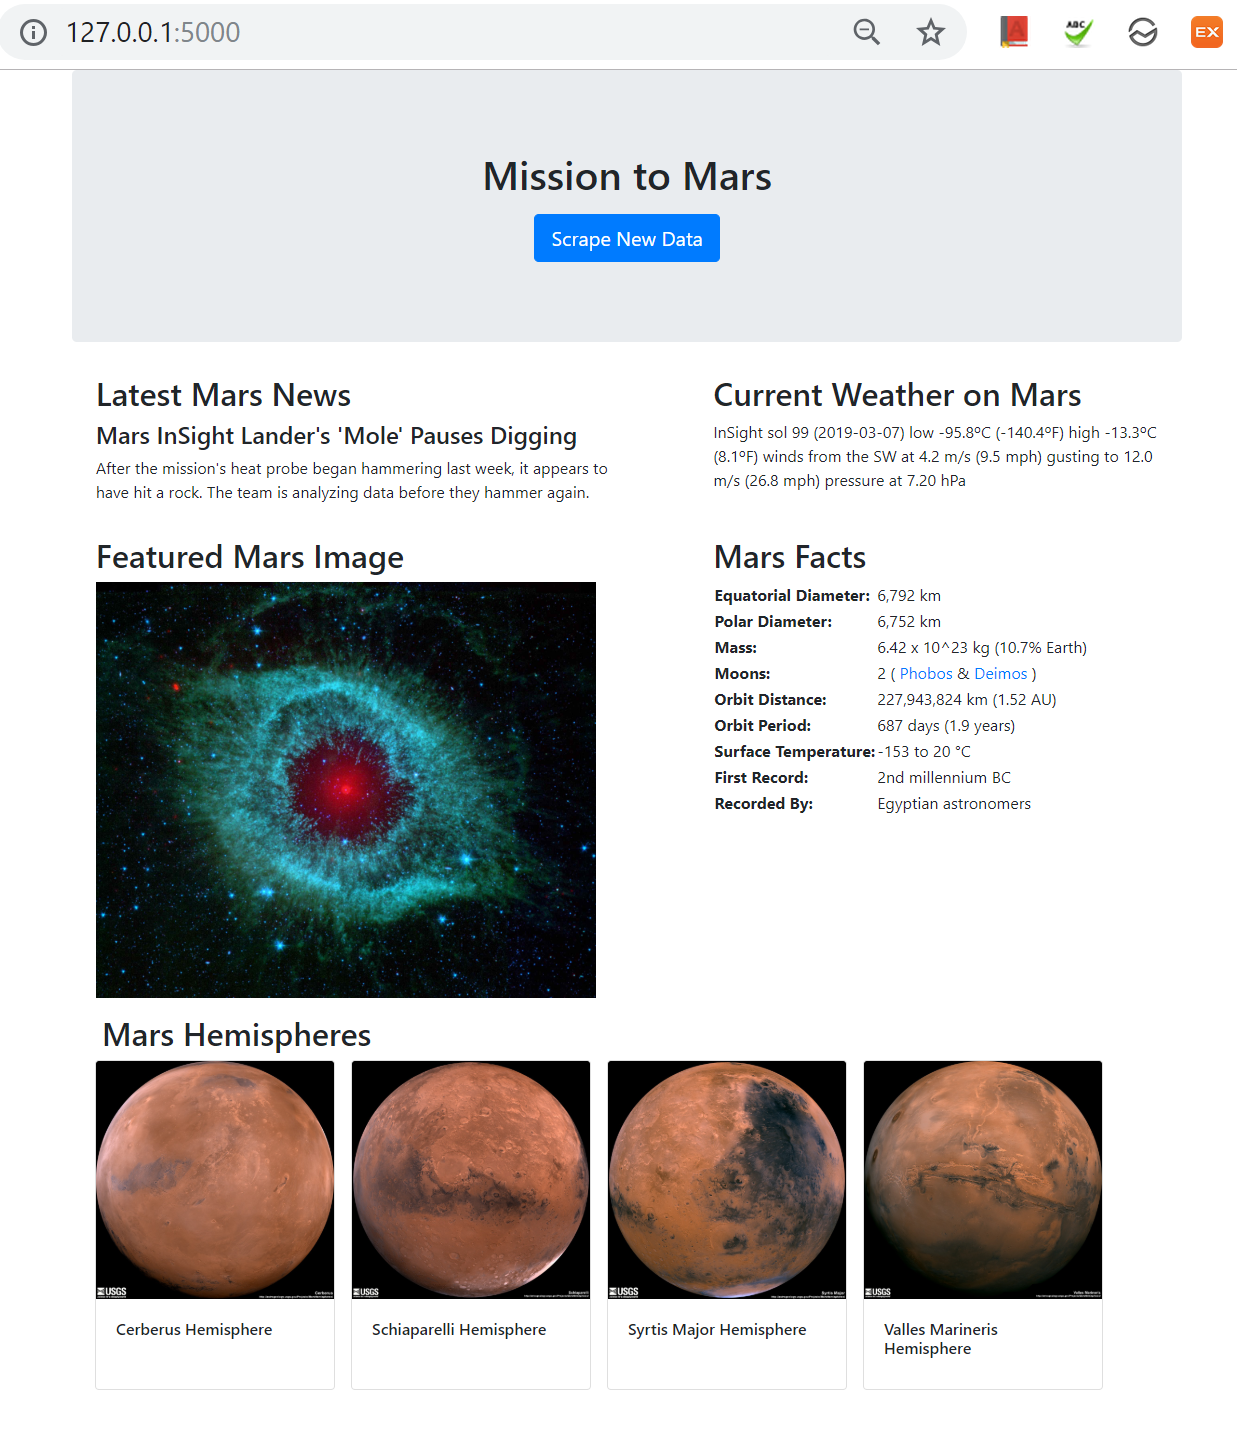 127.0.0.1:5000
ABC
EX
Mission to Mars
Scrape New Data
Latest Mars News
Mars InSight Lander's 'Mole' Pauses Digging
After the mission's heat probe began hammering last week, it appears to
have hit a rock. The team is analyzing data before they hammer again.
Current Weather on Mars
InSight sol 99 (2019-03-07) low -95.8ºC (-140.4ºF) high -13.3ºC
(8.1ºF) winds from the SW at 4.2 m/s (9.5 mph) gusting to 12.0
m/s (26.8 mph) pressure at 7.20 hPa
Featured Mars Image
Mars Facts
Equatorial Diameter: 6,792 km
Polar Diameter: 6,752 km
Mass: 6.42 x 10^23 kg (10.7% Earth)
Moons: 2 ( Phobos & Deimos )
Orbit Distance: 227,943,824 km (1.52 AU)
Orbit Period: 687 days (1.9 years)
Surface Temperature: -153 to 20 °C
First Record: 2nd millennium BC
Recorded By: Egyptian astronomers
Mars Hemispheres
USGS
Cerberus
USGS
Schiaparelli
USGS
Syrtis Major
USGS
Valles Marineris
Cerberus Hemisphere
Schiaparelli Hemisphere
Syrtis Major Hemisphere
Valles Marineris
Hemisphere